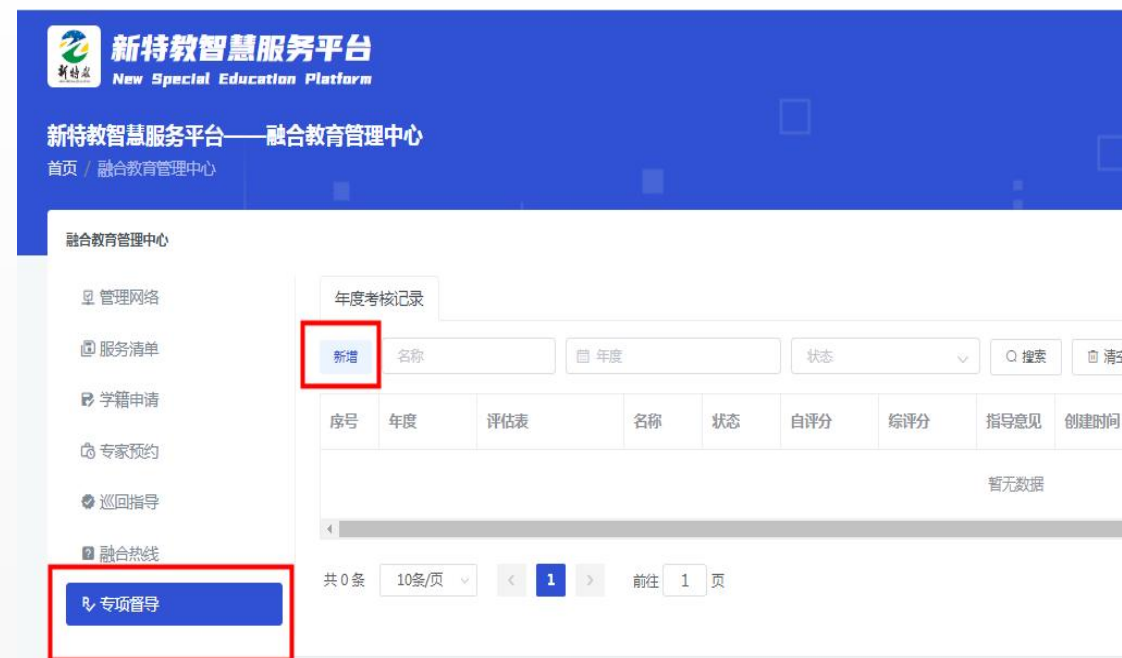 新特教智慧服务平台
新特教
New Special Education Platform
新特教智慧服务平台——融合教育管理中心
首页 / 融合教育管理中心
融合教育管理中心
管理网络
服务清单
学籍申请
专家预约
巡回指导
融合热线
专项督导
年度考核记录
新增 名称 年度 状态 搜索 清空
序号 年度 评估表 名称 状态 自评分 综评分 指导意见 创建时间
暂无数据
共 0 条 10条/页 < 1 > 前往 1 页